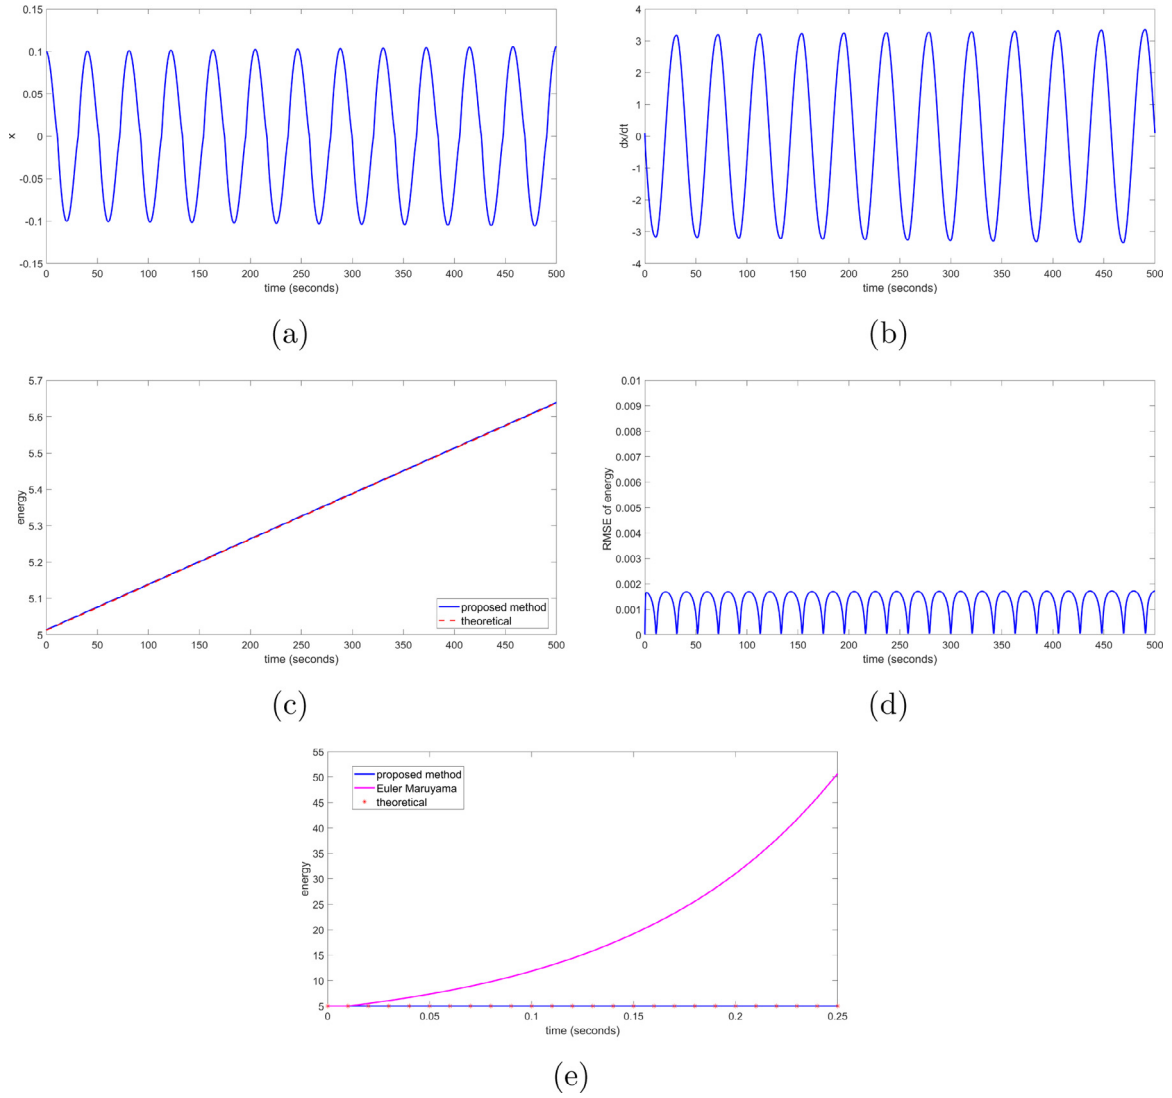 0.15
0.1
0.05
0
-0.05
-0.1
-0.15
x
0 50 100 150 200 250 300 350 400 450 500
time (seconds)
(a)
4
3
2
1
0
-1
-2
-3
-4
dx/dt
0 50 100 150 200 250 300 350 400 450 500
time (seconds)
(b)
5.7
5.6
5.5
5.4
5.3
5.2
5.1
5
energy
proposed method
theoretical
0 50 100 150 200 250 300 350 400 450 500
time (seconds)
(c)
0.01
0.009
0.008
0.007
0.006
0.005
0.004
0.003
0.002
0.001
0
RMSE of energy
0 50 100 150 200 250 300 350 400 450 500
time (seconds)
(d)
55
50
45
40
35
30
25
20
15
10
5
energy
proposed method
Euler Maruyama
theoretical
0 0.05 0.1 0.15 0.2 0.25
time (seconds)
(e)